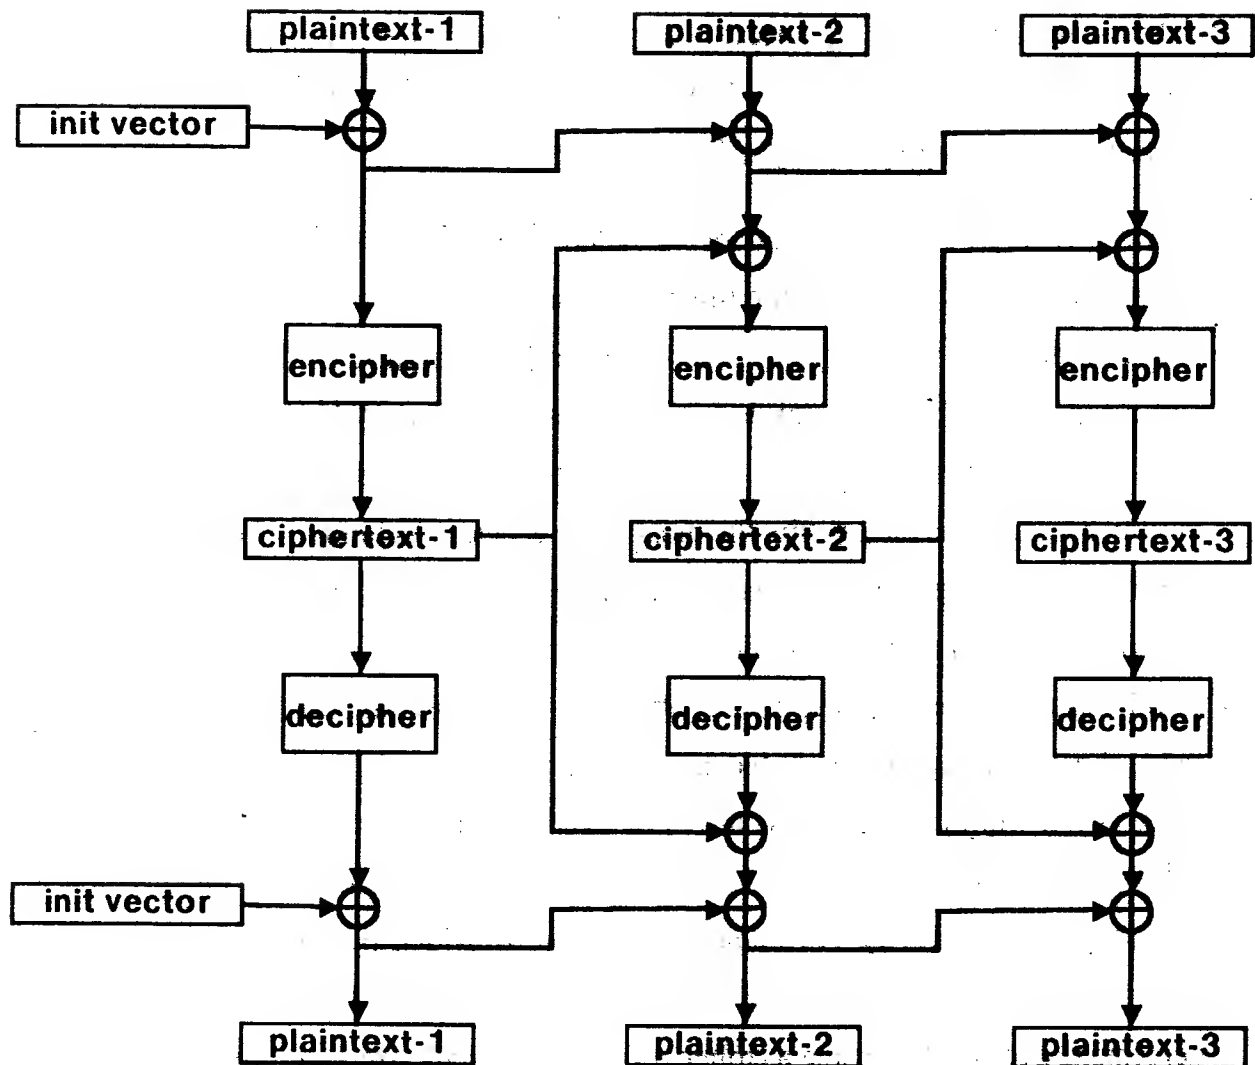 plaintext-1
plaintext-2
plaintext-3
init vector
encipher
encipher
encipher
ciphertext-1
ciphertext-2
ciphertext-3
decipher
decipher
decipher
init vector
plaintext-1
plaintext-2
plaintext-3